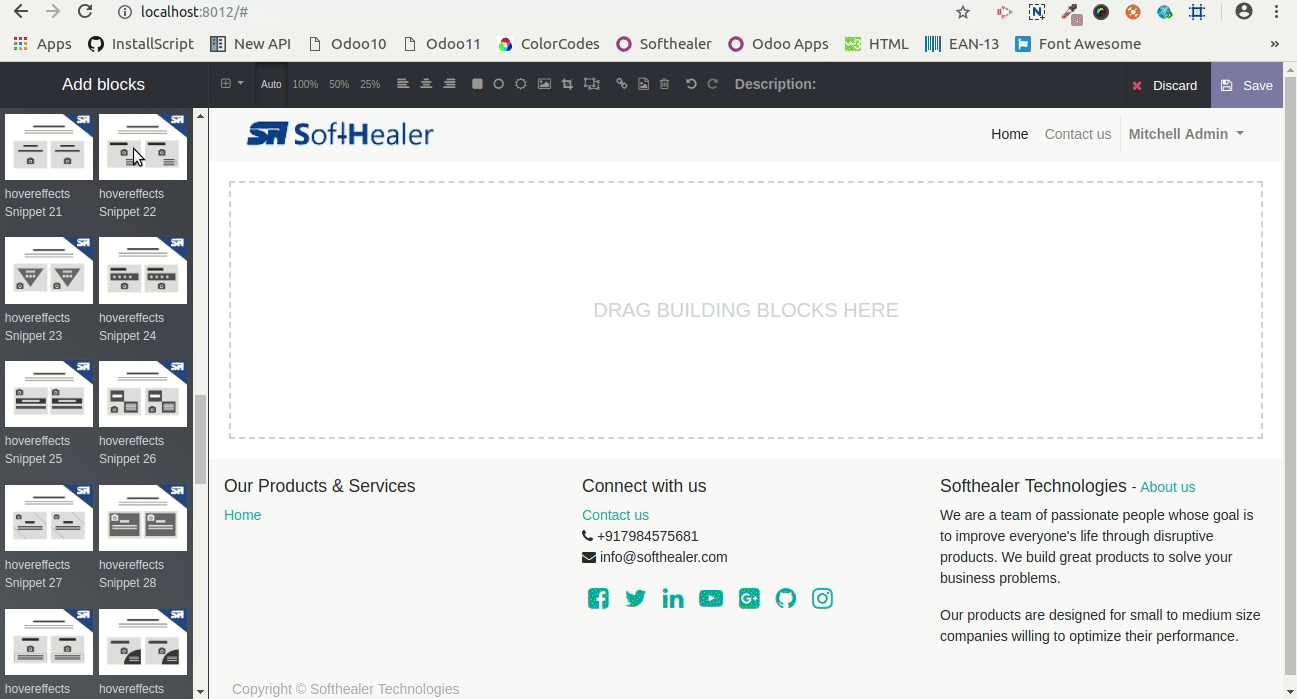 localhost:8012/#
Apps InstallScript New API Odoo10 Odoo11 ColorCodes Softhealer Odoo Apps HTML EAN-13 Font Awesome »
Add blocks Auto 100% 50% 25% Description: Discard Save
SoftHealer Home Contact us Mitchell Admin
hovereffects Snippet 21
hovereffects Snippet 22
hovereffects Snippet 23
hovereffects Snippet 24
hovereffects Snippet 25
hovereffects Snippet 26
hovereffects Snippet 27
hovereffects Snippet 28
hovereffects
hovereffects
DRAG BUILDING BLOCKS HERE
Our Products & Services
Home
Connect with us
Contact us
+917984575681
info@softhealer.com
Softhealer Technologies - About us
We are a team of passionate people whose goal is
to improve everyone's life through disruptive
products. We build great products to solve your
business problems.
Our products are designed for small to medium size
companies willing to optimize their performance.
Copyright © Softhealer Technologies